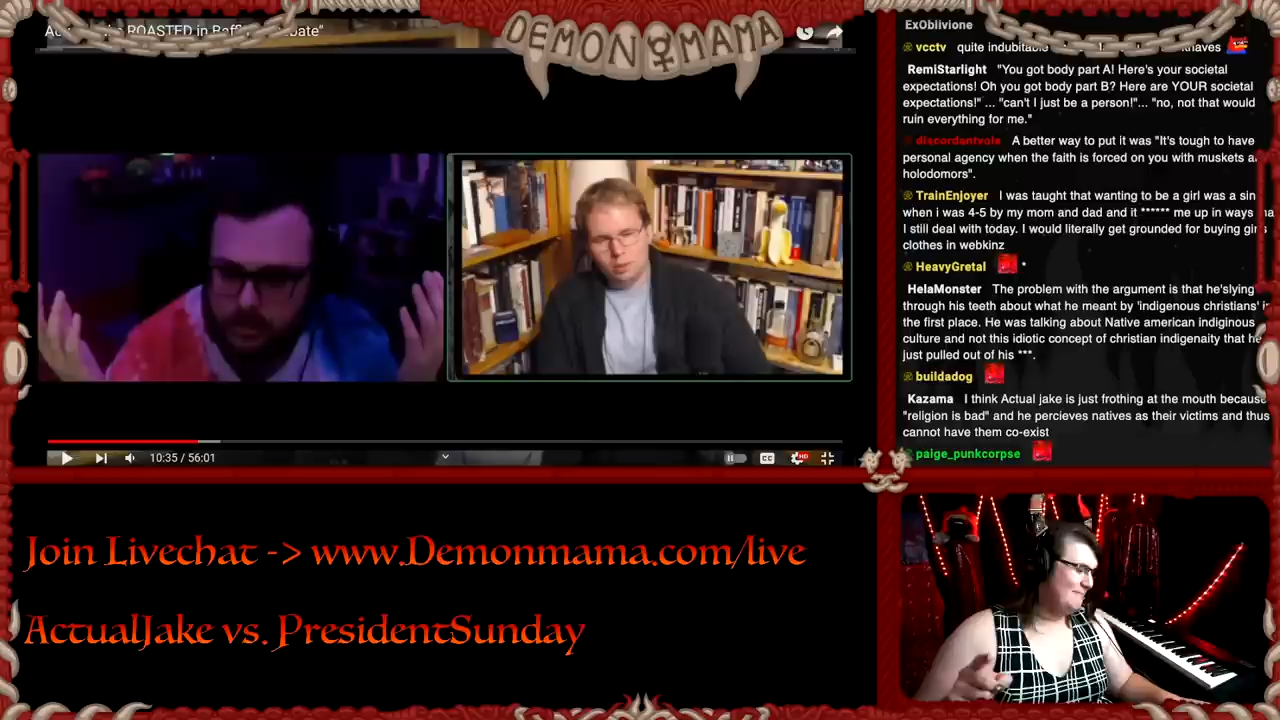 ROASTED in
DEMON MAMA
10:35 / 56:01
CC
HD
Join Livechat -> www.Demonmama.com/live
ActualJake vs. PresidentSunday
ExOblivione
vcctv quite
RemiStarlight "You got body part A! Here's your societal
expectations! Oh you got body part B? Here are YOUR societal
expectations!" ... "can't I just be a person!"... "no, not that would
ruin everything for me."
discordantvole A better way to put it was "It's tough to have
personal agency when the faith is forced on you with muskets
holodomors".
TrainEnjoyer I was taught that wanting to be a girl was a sin
when i was 4-5 by my mom and dad and it ****** me up in ways
I still deal with today. I would literally get grounded for buying
clothes in webkinz
HeavyGretal *
HelaMonster The problem with the argument is that he'slying
through his teeth about what he meant by 'indigenous christians'
the first place. He was talking about Native american indiginous
culture and not this idiotic concept of christian indigenaity that he
just pulled out of his ***.
buildadog
Kazama I think Actual jake is just frothing at the mouth because
"religion is bad" and he percieves natives as their victims and thus
cannot have them co-exist
paige_punkcorpse